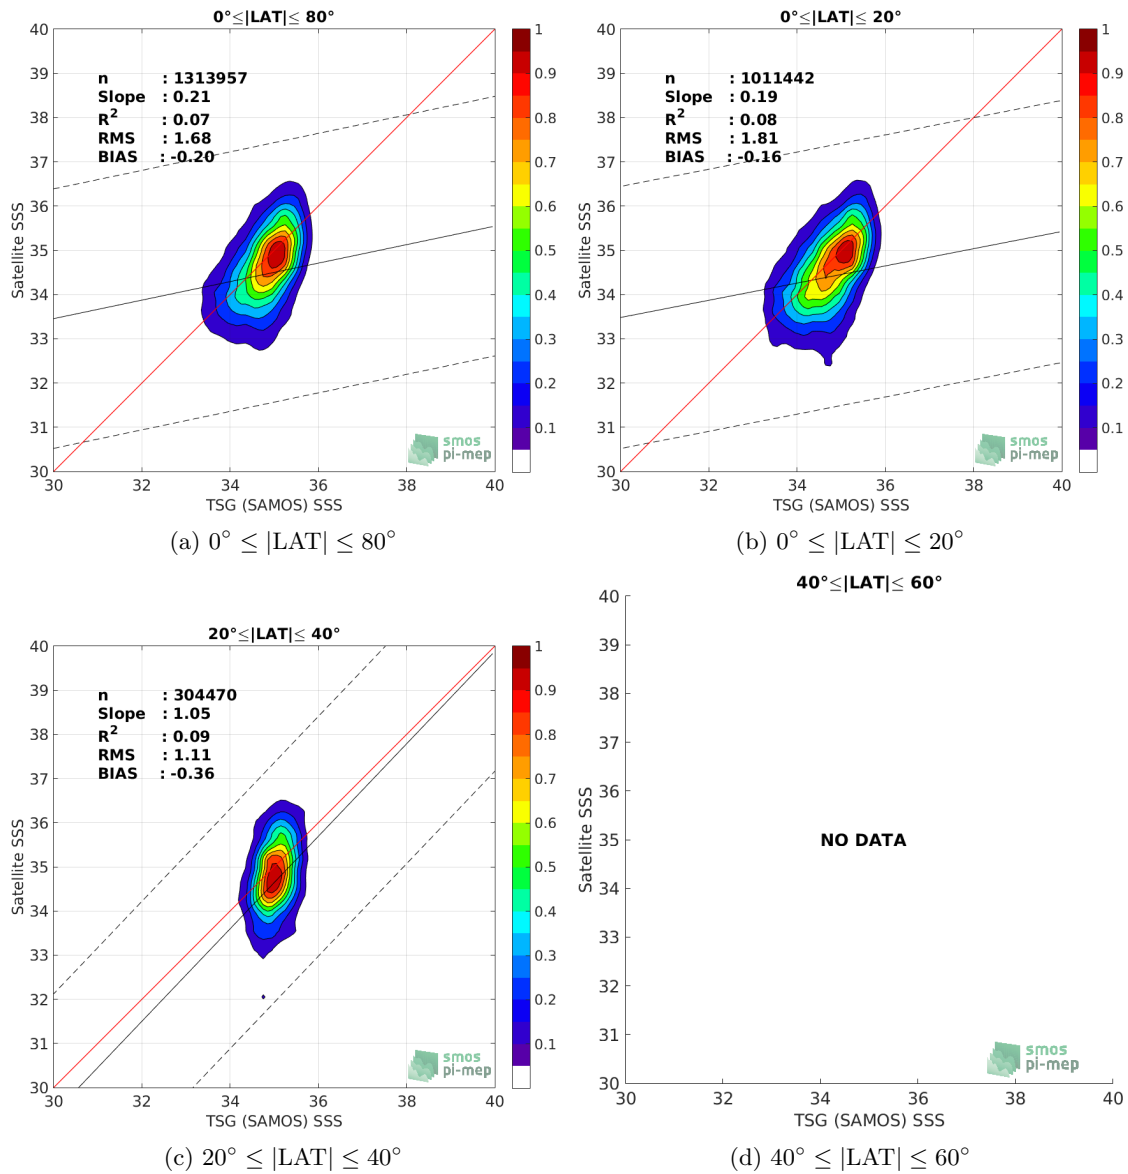 0°≤|LAT|≤ 80°
40
39
38
37
36
35
34
33
32
31
30
Satellite SSS
n : 1313957
Slope : 0.21
R2 : 0.07
RMS : 1.68
BIAS : -0.20
30 32 34 36 38 40
TSG (SAMOS) SSS
1
0.9
0.8
0.7
0.6
0.5
0.4
0.3
0.2
0.1
smos
pi-mep
(a) 0° ≤ |LAT| ≤ 80°
0°≤|LAT|≤ 20°
40
39
38
37
36
35
34
33
32
31
30
Satellite SSS
n : 1011442
Slope : 0.19
R2 : 0.08
RMS : 1.81
BIAS : -0.16
30 32 34 36 38 40
TSG (SAMOS) SSS
1
0.9
0.8
0.7
0.6
0.5
0.4
0.3
0.2
0.1
smos
pi-mep
(b) 0° ≤ |LAT| ≤ 20°
20°≤|LAT|≤ 40°
40
39
38
37
36
35
34
33
32
31
30
Satellite SSS
n : 304470
Slope : 1.05
R2 : 0.09
RMS : 1.11
BIAS : -0.36
30 32 34 36 38 40
TSG (SAMOS) SSS
1
0.9
0.8
0.7
0.6
0.5
0.4
0.3
0.2
0.1
smos
pi-mep
(c) 20° ≤ |LAT| ≤ 40°
40°≤|LAT|≤ 60°
40
39
38
37
36
35
34
33
32
31
30
Satellite SSS
NO DATA
30 32 34 36 38 40
TSG (SAMOS) SSS
smos
pi-mep
(d) 40° ≤ |LAT| ≤ 60°